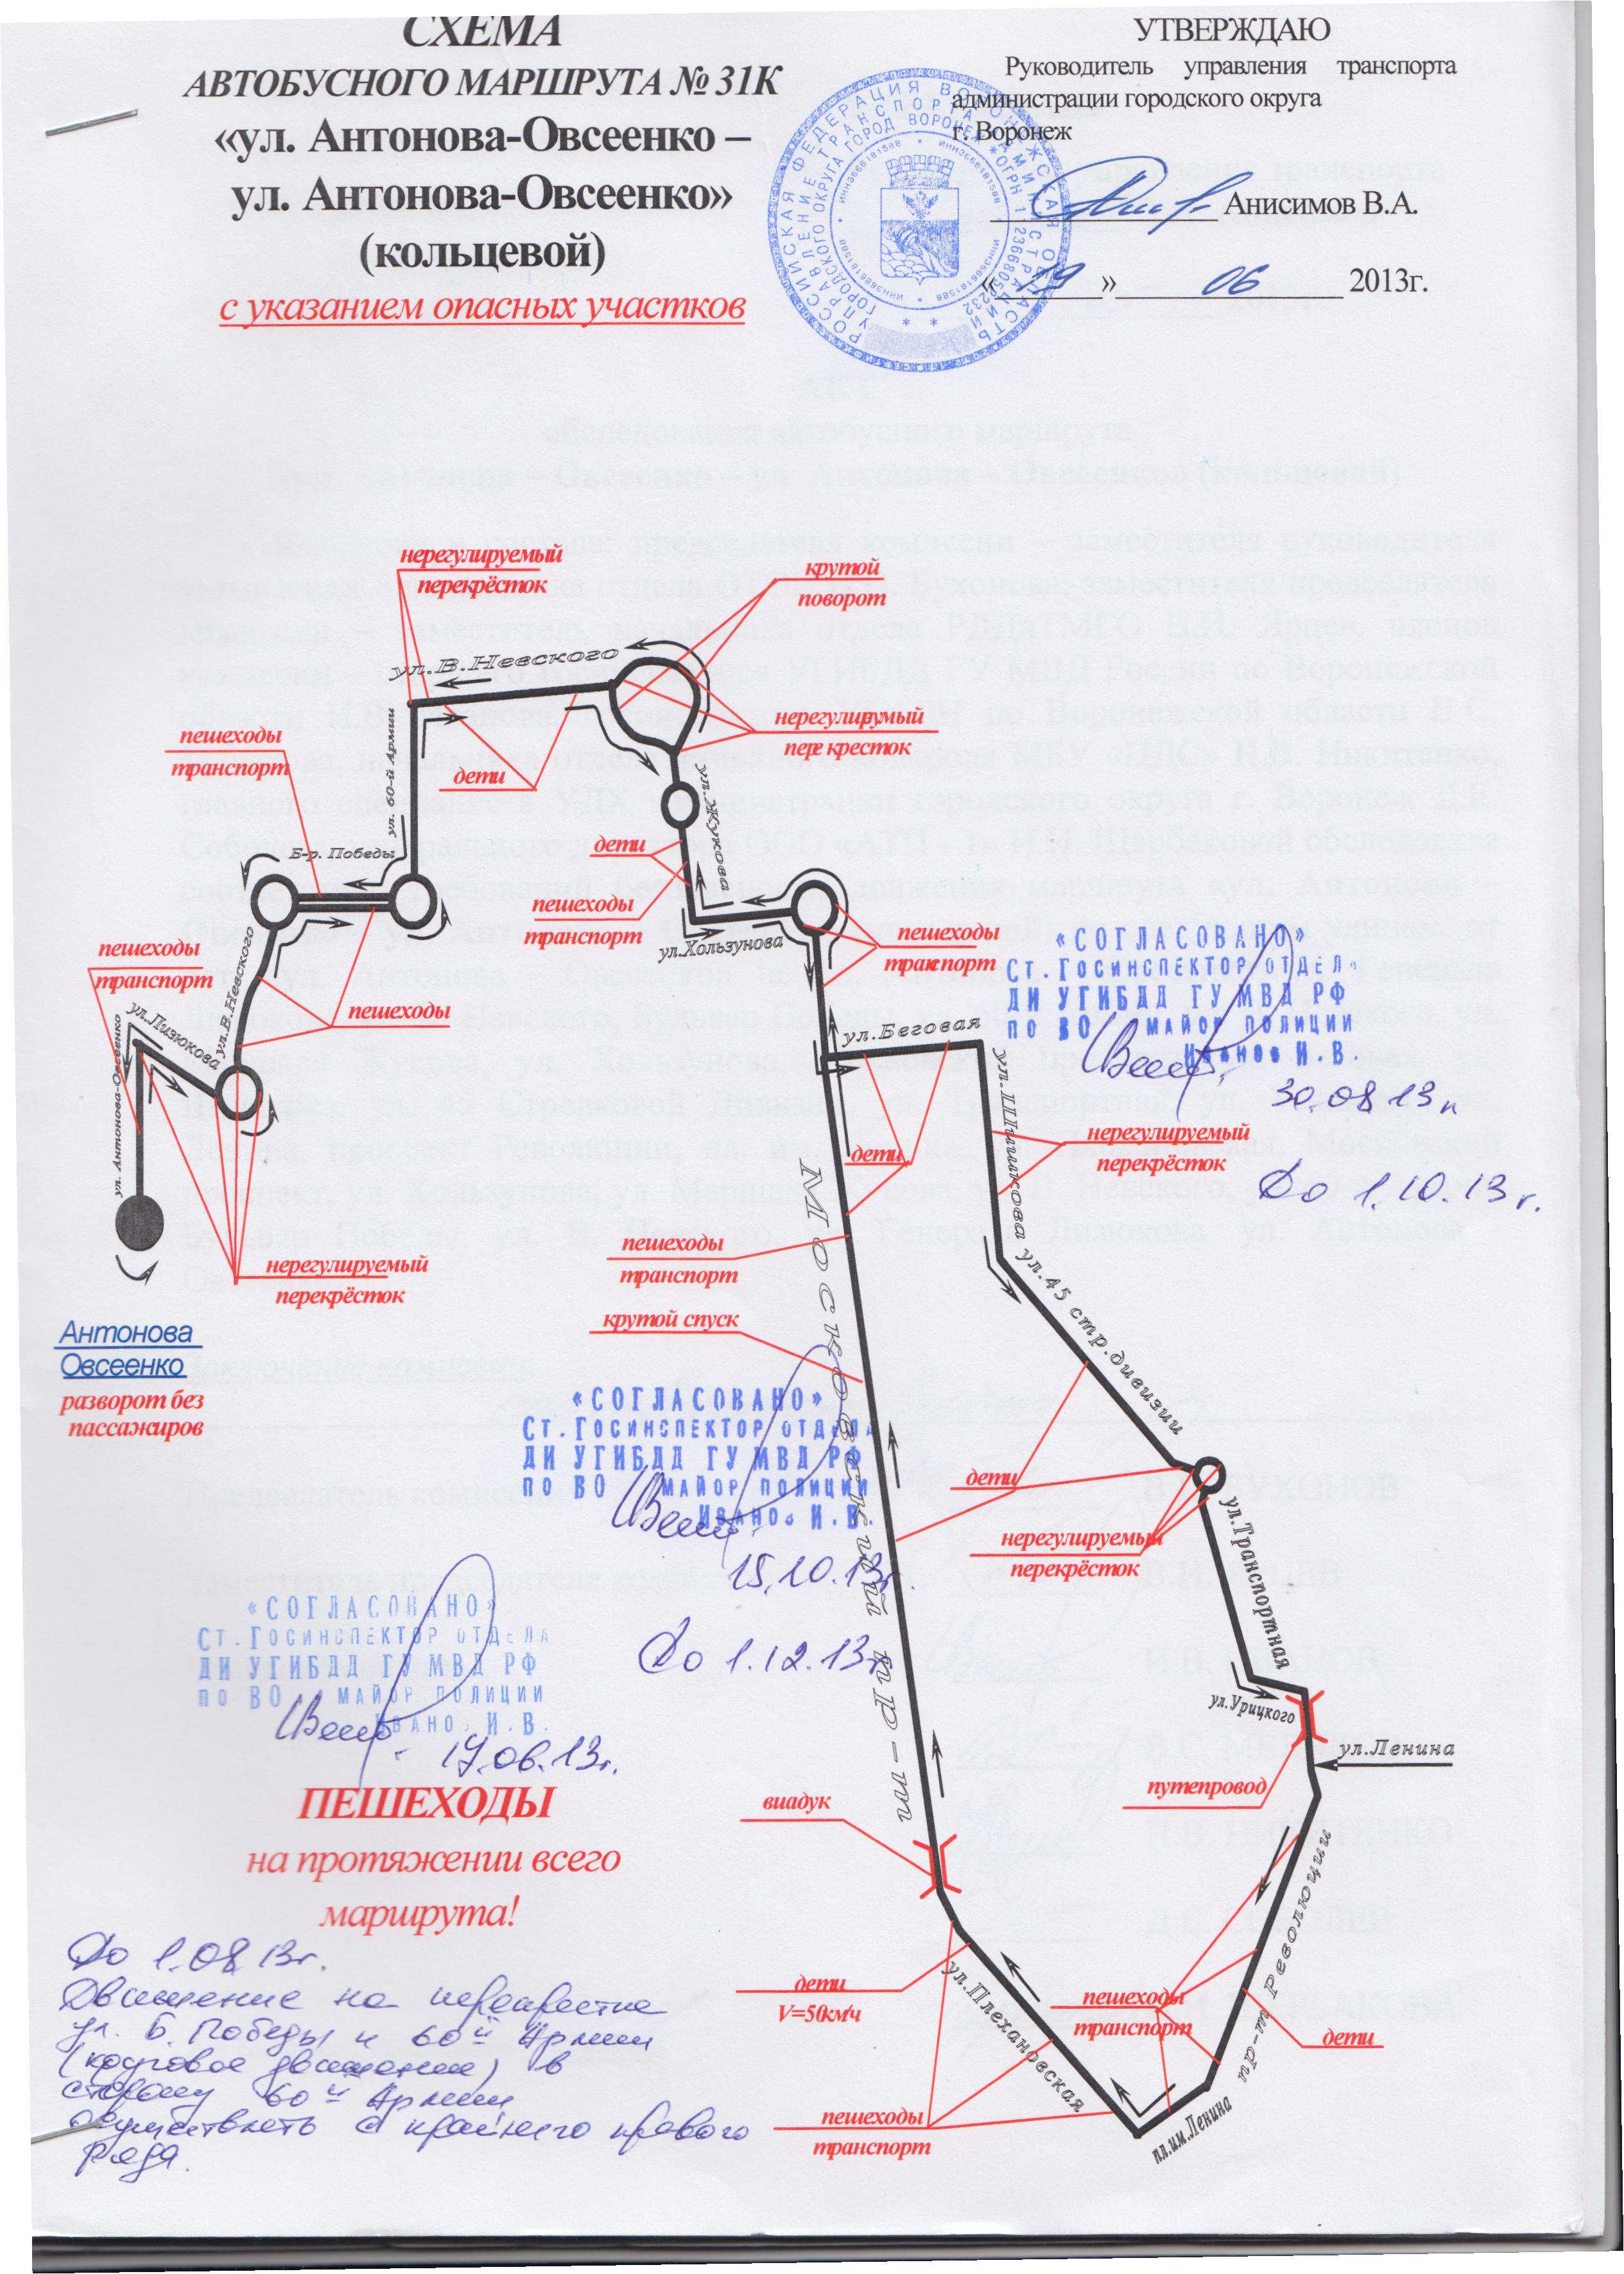 СХЕМА
АВТОБУСНОГО МАРШРУТА № 31К
«ул. Антонова-Овсеенко –
ул. Антонова-Овсеенко»
(кольцевой)
с указанием опасных участков
УТВЕРЖДАЮ
Руководитель управления транспорта
администрации городского округа
г. Воронеж
Анисимов В.А.
«19» 06 2013г.
нерегулируемый
перекрёсток
крутой
поворот
ул.В.Невского
нерегулирумый
перекресток
пешеходы
транспорт
ул. 60-й Армии
дети
ул.Жукова
дети
Б-р. Победы
пешеходы
транспорт
ул.Хользунова
пешеходы
транспорт
пешеходы
транспорт
ул.В.Невского
пешеходы
ул.Лизюкова
ул. Антонова-Овсеенко
«СОГЛАСОВАНО»
Ст.Госинспектор отдела
ДИ УГИБДД ГУ МВД РФ
по ВО майор полиции
Иванов И.В.
30.08 13г
До 1.10.13г.
ул.Беговая
ул.Шишкова
нерегулируемый
перекрёсток
дети
пешеходы
транспорт
нерегулируемый
перекрёсток
крутой спуск
Московский пр-т
ул.45 стр.дивизии
Антонова
Овсеенко
разворот без
пассажиров
«СОГЛАСОВАНО»
Ст.Госинспектор отдела
ДИ УГИБДД ГУ МВД РФ
по ВО майор полиции
Иванов И.В.
15.10.13г.
До 1.12.13г
дети
нерегулируемый
перекрёсток
ул.Транспортная
«СОГЛАСОВАНО»
Ст.Госинспектор отдела
ДИ УГИБДД ГУ МВД РФ
по ВО майор полиции
Иванов И.В.
17.06.13г.
ул.Урицкого
ул.Ленина
путепровод
виадук
ПЕШЕХОДЫ
на протяжении всего
маршрута!
пр-т Революции
дети
V=50км/ч
ул.Плехановская
пешеходы
транспорт
дети
пешеходы
транспорт
пл.им.Ленина
До 1.08 13г.
Движение на перекрестке
ул. Б. Победы и 60й Армии
(круговое движение) в
сторону 60й Армии
осуществлять с крайнего правого
ряда.